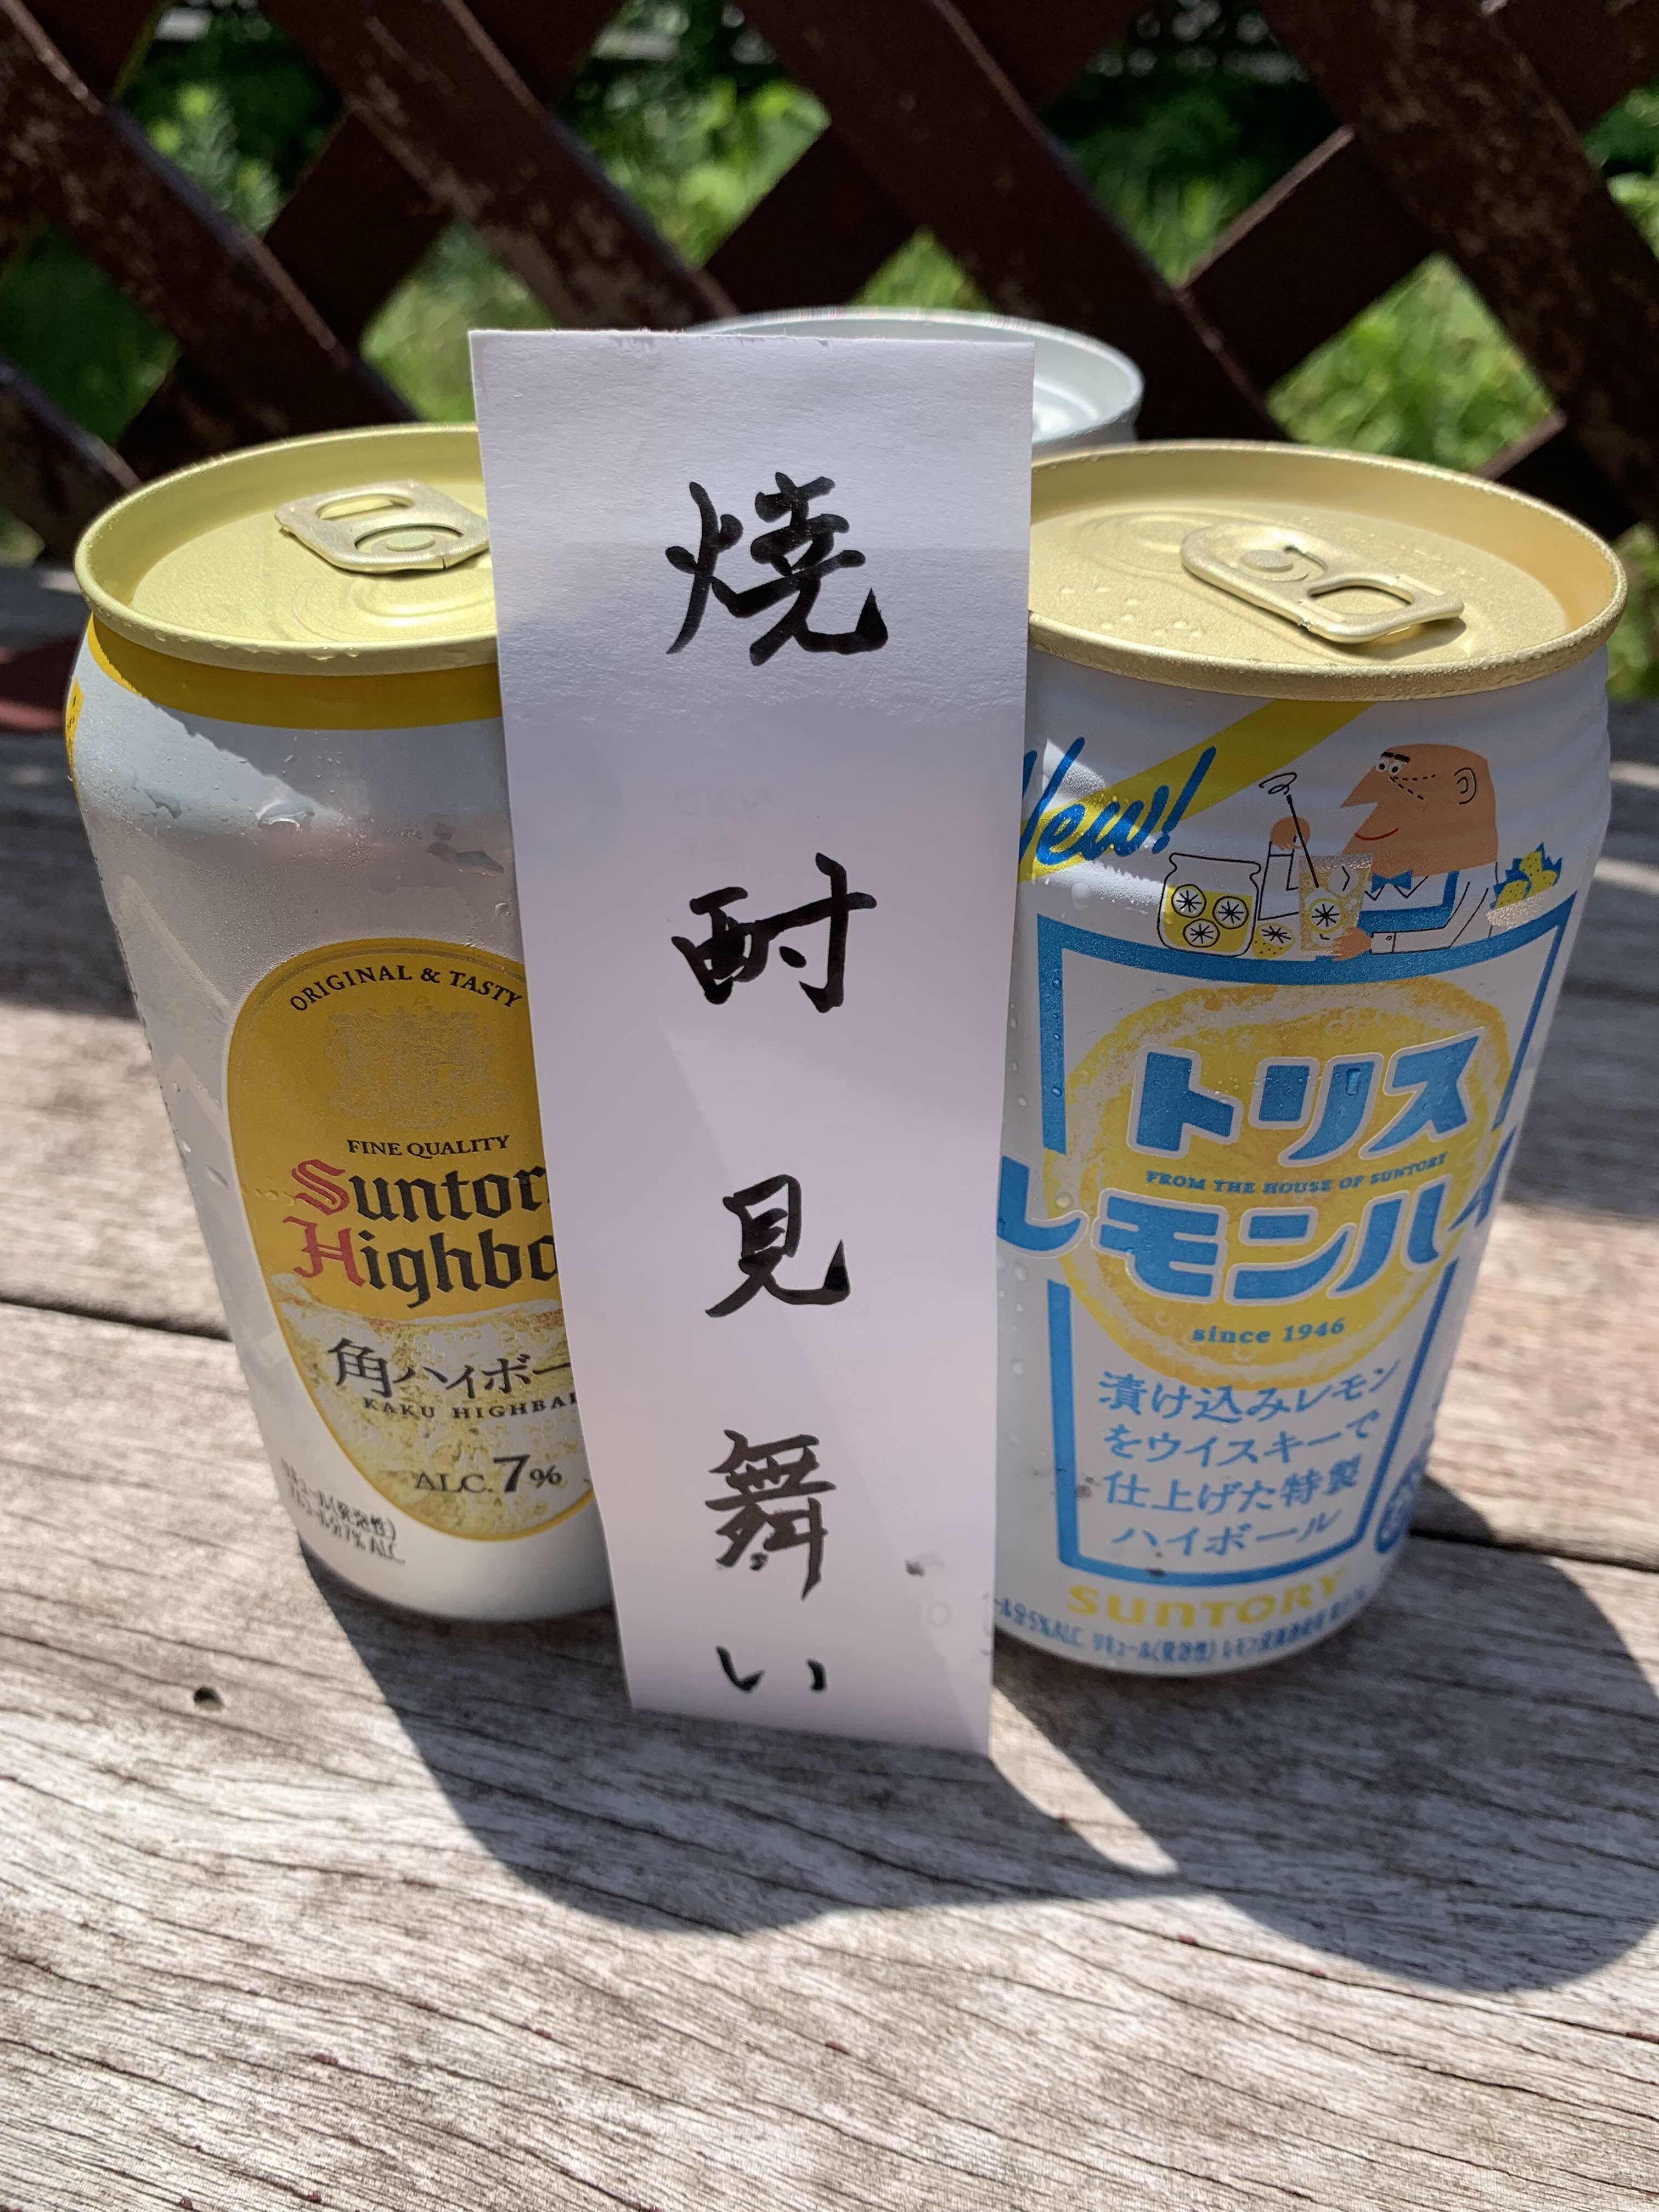 焼酎見舞い
ORIGINAL & TASTY
FINE QUALITY
Suntor
Highba
角ハイボー
KAKU HIGHBAL
ALC.7%
New!
トリス
FROM THE HOUSE OF SUNTORY
レモンハイ
since 1946
漬け込みレモン
をウイスキーで
仕上げた特製
ハイボール
SUNTORY